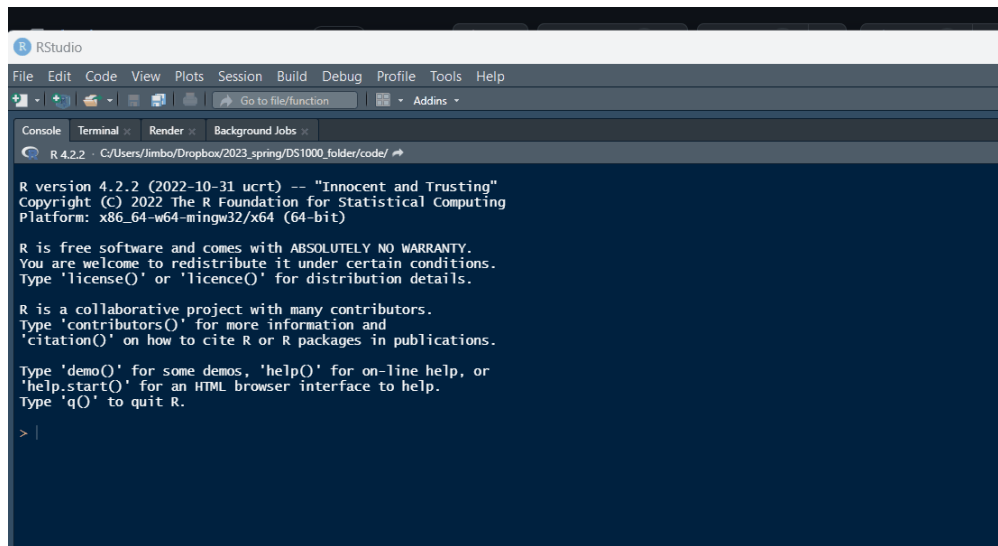 RStudio
File Edit Code View Plots Session Build Debug Profile Tools Help
Go to file/function Addins
Console Terminal Render Background Jobs
R 4.2.2 · C:/Users/Jimbo/Dropbox/2023_spring/DS1000_folder/code/
R version 4.2.2 (2022-10-31 ucrt) -- "Innocent and Trusting"
Copyright (C) 2022 The R Foundation for Statistical Computing
Platform: x86_64-w64-mingw32/x64 (64-bit)
R is free software and comes with ABSOLUTELY NO WARRANTY.
You are welcome to redistribute it under certain conditions.
Type 'license()' or 'licence()' for distribution details.
R is a collaborative project with many contributors.
Type 'contributors()' for more information and
'citation()' on how to cite R or R packages in publications.
Type 'demo()' for some demos, 'help()' for on-line help, or
'help.start()' for an HTML browser interface to help.
Type 'q()' to quit R.
>